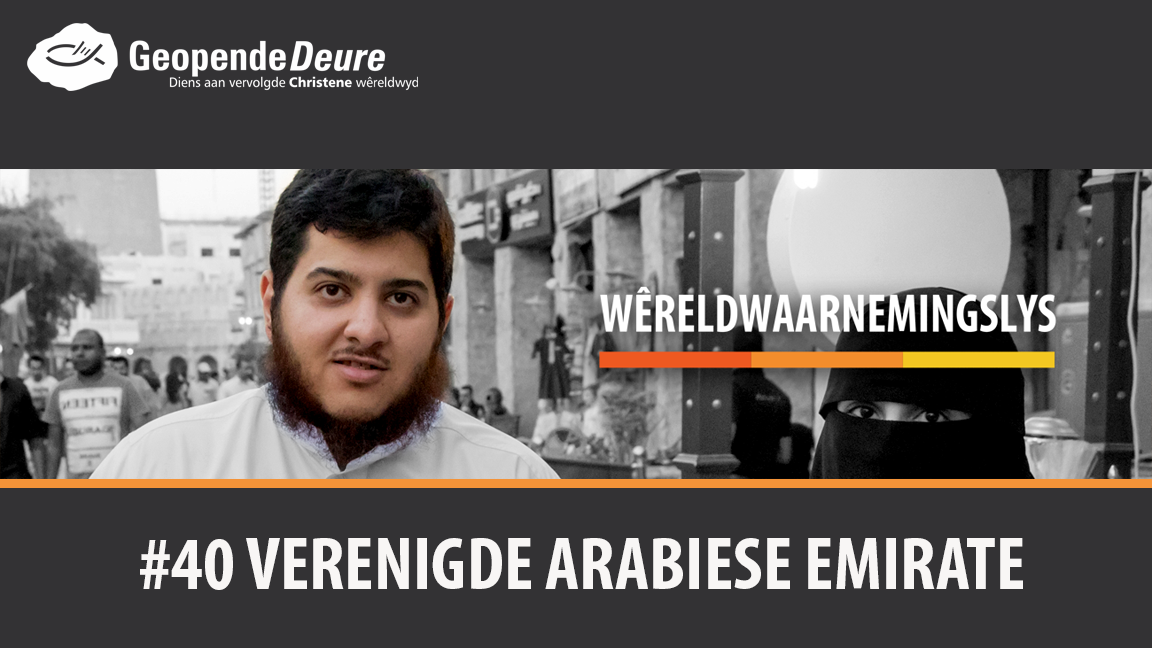 GeopendeDeure
Diens aan vervolgde Christene wêreldwyd
WÊRELDWAARNEMINGSLYS
#40 VERENIGDE ARABIESE EMIRATE